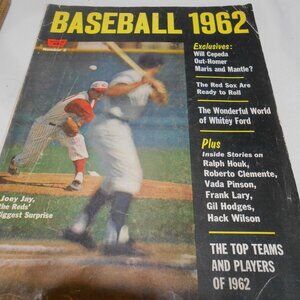 BASEBALL 1962
Number 2
Exclusives:
Will Cepeda
Out-Homer
Maris and Mantle?
The Red Sox Are
Ready to Roll
The Wonderful World
of Whitey Ford
Plus
Inside Stories on
Ralph Houk,
Roberto Clemente,
Vada Pinson,
Frank Lary,
Gil Hodges,
Hack Wilson
Joey Jay,
the Reds'
Biggest Surprise
THE TOP TEAMS
AND PLAYERS
OF 1962